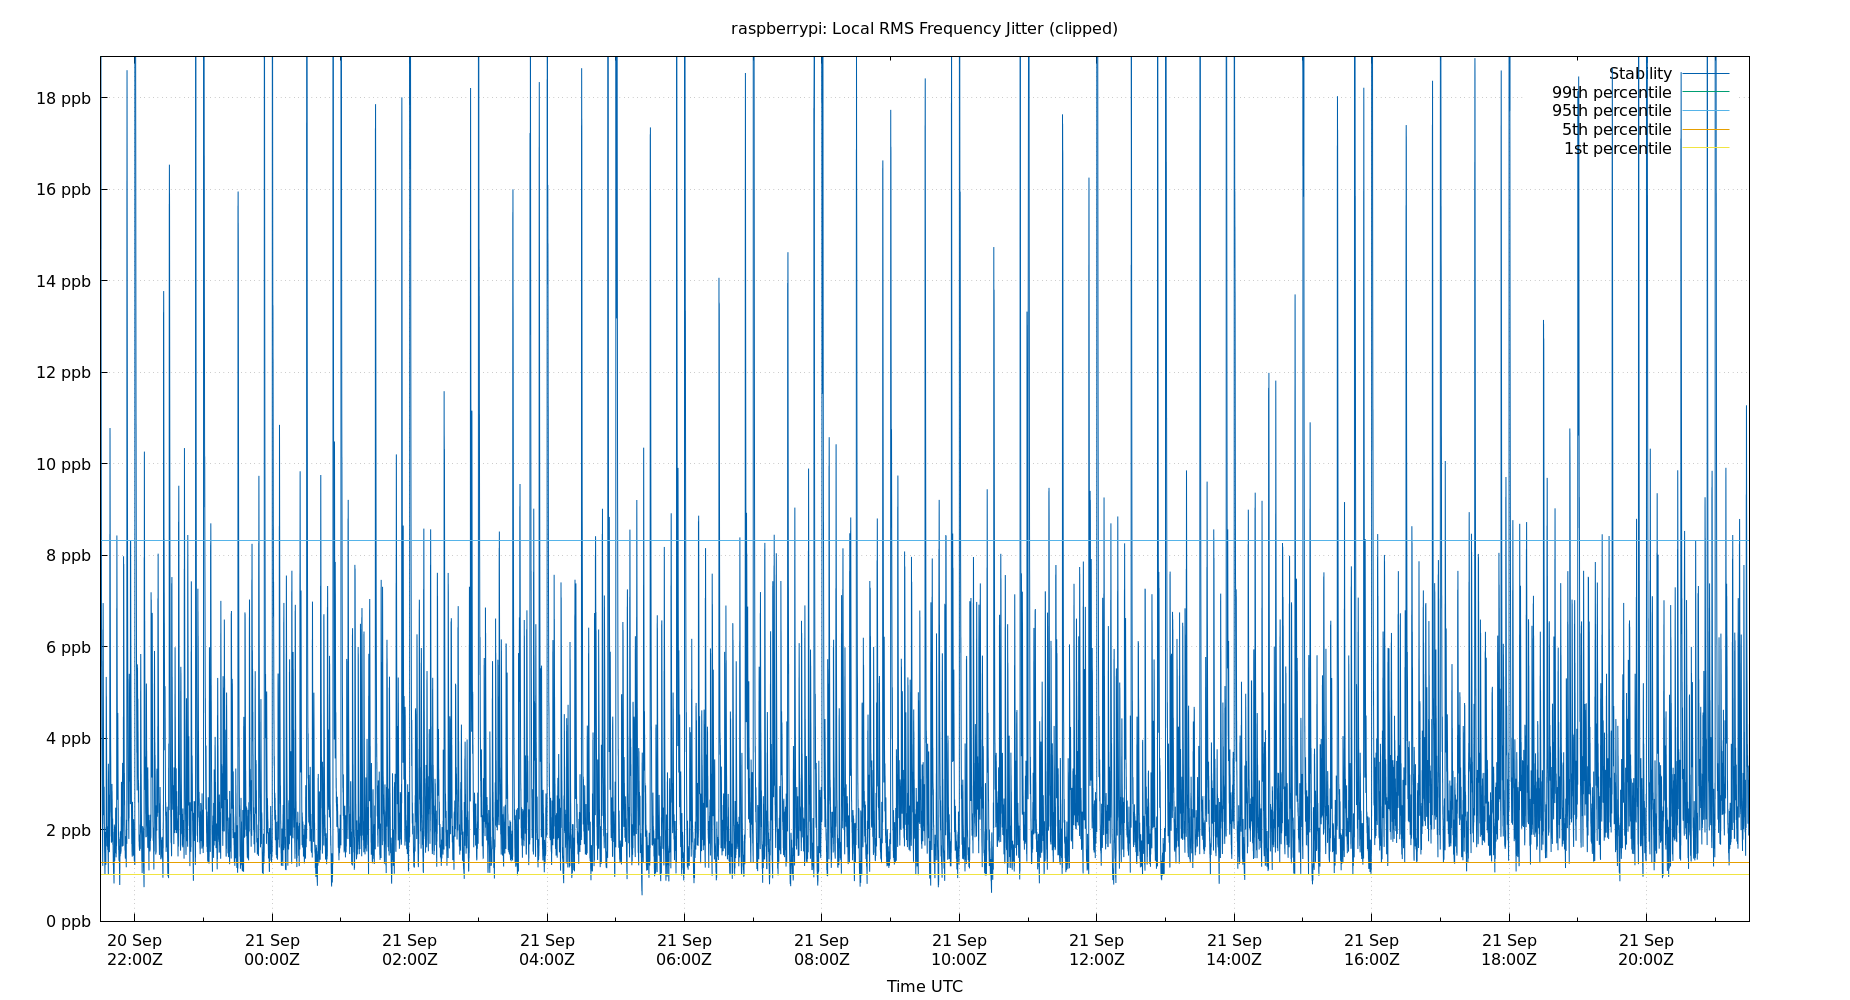 raspberrypi: Local RMS Frequency Jitter (clipped)
Stability
99th percentile
95th percentile
5th percentile
1st percentile
18 ppb
16 ppb
14 ppb
12 ppb
10 ppb
8 ppb
6 ppb
4 ppb
2 ppb
0 ppb
20 Sep 21 Sep 21 Sep 21 Sep 21 Sep 21 Sep 21 Sep 21 Sep 21 Sep 21 Sep 21 Sep 21 Sep
22:00Z 00:00Z 02:00Z 04:00Z 06:00Z 08:00Z 10:00Z 12:00Z 14:00Z 16:00Z 18:00Z 20:00Z
Time UTC